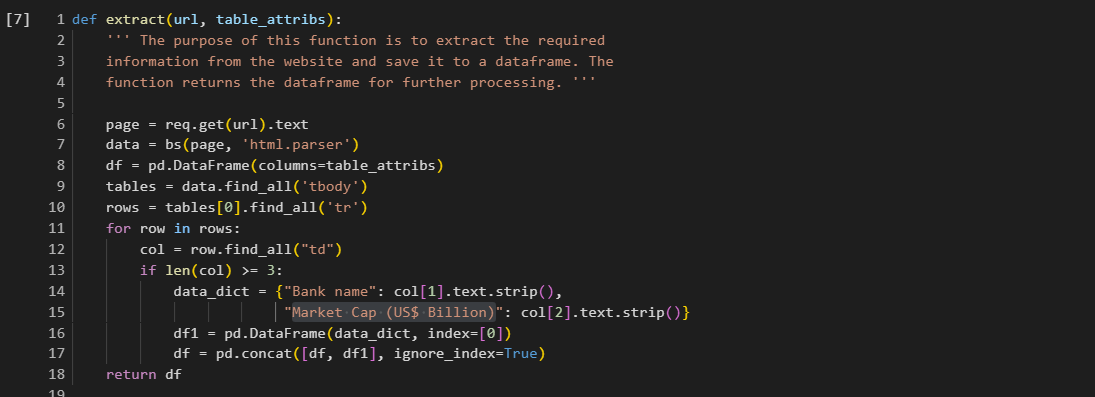 [7] 1 def extract(url, table_attribs):
2 ''' The purpose of this function is to extract the required
3 information from the website and save it to a dataframe. The
4 function returns the dataframe for further processing. '''
5
6 page = req.get(url).text
7 data = bs(page, 'html.parser')
8 df = pd.DataFrame(columns=table_attribs)
9 tables = data.find_all('tbody')
10 rows = tables[0].find_all('tr')
11 for row in rows:
12 col = row.find_all("td")
13 if len(col) >= 3:
14 data_dict = {"Bank name": col[1].text.strip(),
15 "Market Cap (US$ Billion)": col[2].text.strip()}
16 df1 = pd.DataFrame(data_dict, index=[0])
17 df = pd.concat([df, df1], ignore_index=True)
18 return df
19